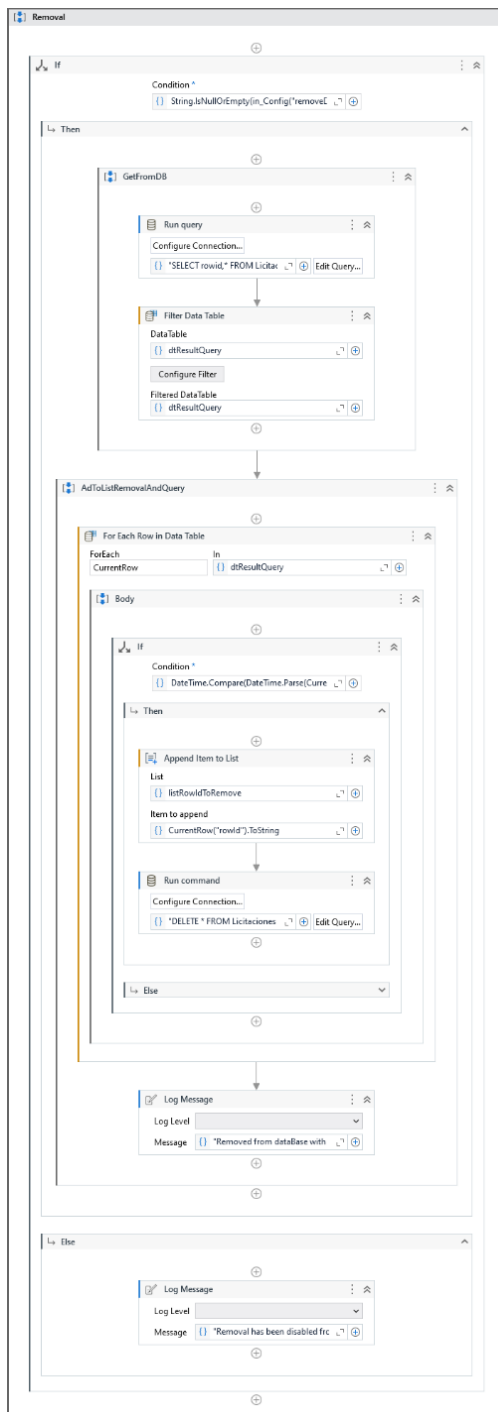 Removal
If
Condition *
String.IsNullOrEmpty(in_Config("removeD
Then
GetFromDB
Run query
Configure Connection...
"SELECT rowid,* FROM Licitac
Edit Query...
Filter Data Table
DataTable
dtResultQuery
Configure Filter
Filtered DataTable
dtResultQuery
AdToListRemovalAndQuery
For Each Row in Data Table
ForEach In
CurrentRow dtResultQuery
Body
If
Condition *
DateTime.Compare(DateTime.Parse(Curre
Then
Append Item to List
List
listRowIdToRemove
Item to append
CurrentRow("rowId").ToString
Run command
Configure Connection...
"DELETE * FROM Licitaciones Edit Query...
Else
Log Message
Log Level
Message "Removed from dataBase with
Else
Log Message
Log Level
Message "Removal has been disabled frc